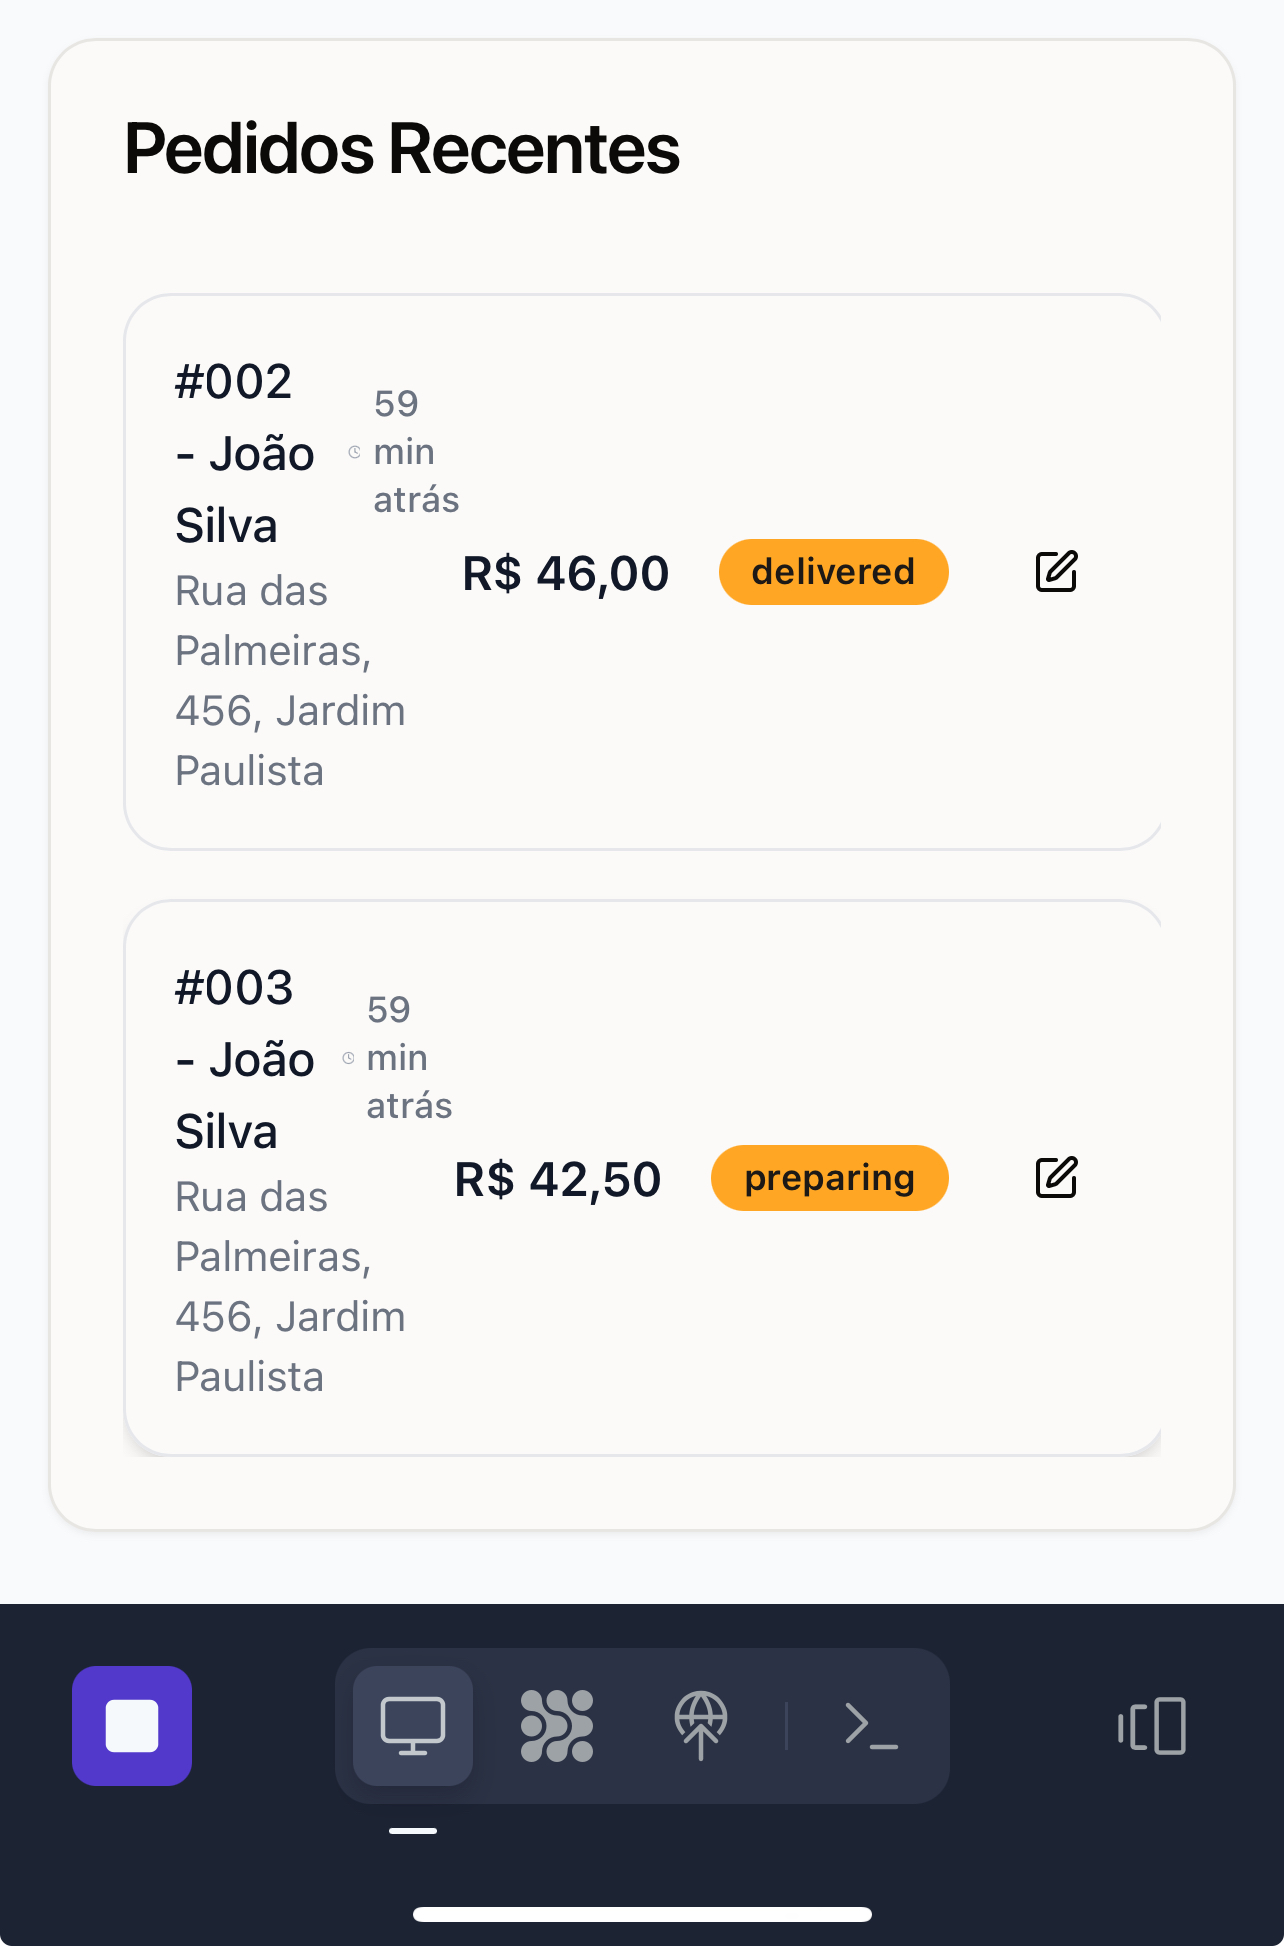 Pedidos Recentes
#002
- João
Silva
59
min
atrás
Rua das
Palmeiras,
456, Jardim
Paulista
R$ 46,00
delivered
#003
- João
Silva
59
min
atrás
Rua das
Palmeiras,
456, Jardim
Paulista
R$ 42,50
preparing